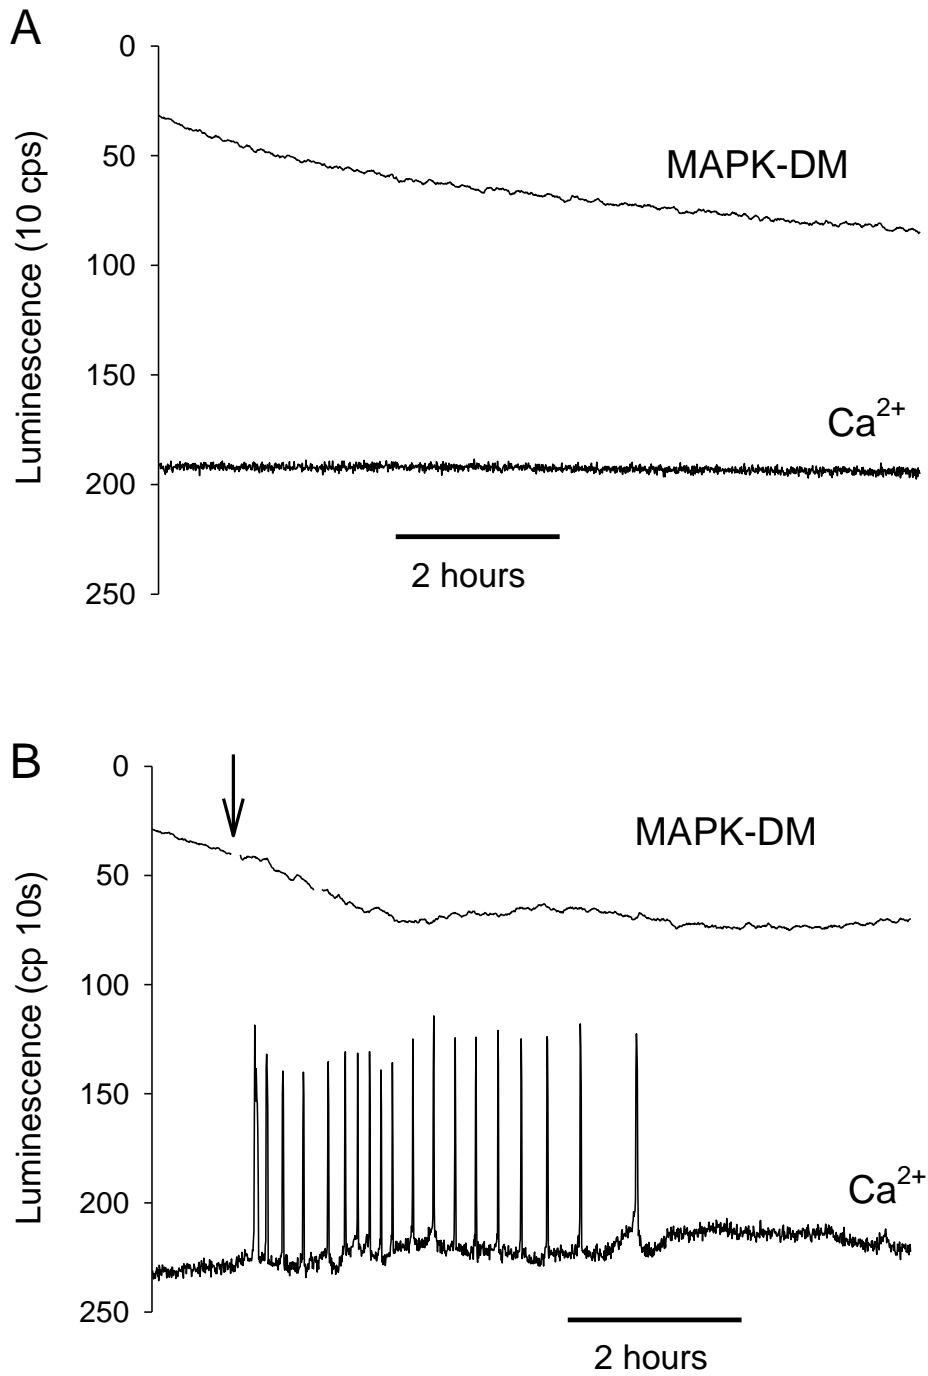 A
Luminescence (10 cps)
0
50
100
150
200
250
MAPK-DM
Ca2+
2 hours
B
Luminescence (cp 10s)
0
50
100
150
200
250
MAPK-DM
Ca2+
2 hours